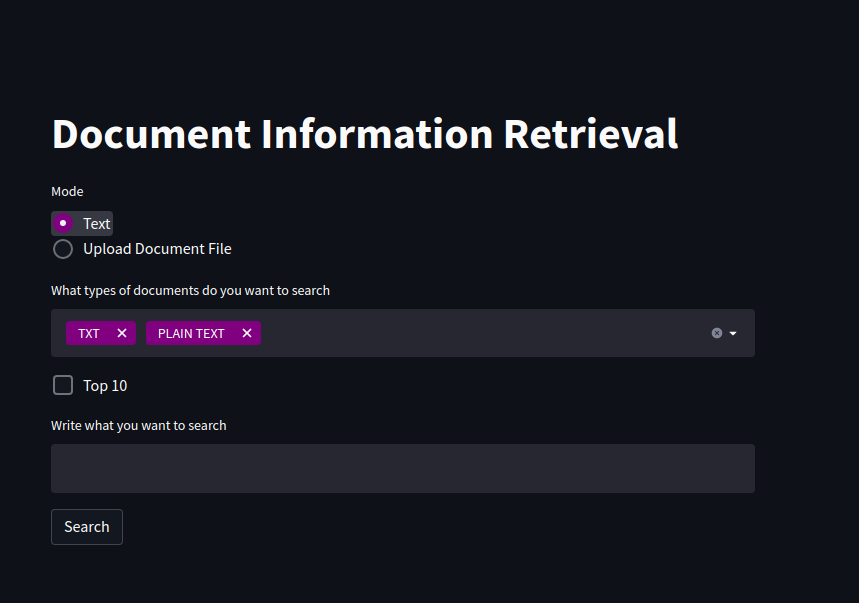 Document Information Retrieval
Mode
Text
Upload Document File
What types of documents do you want to search
TXT PLAIN TEXT
Top 10
Write what you want to search
Search